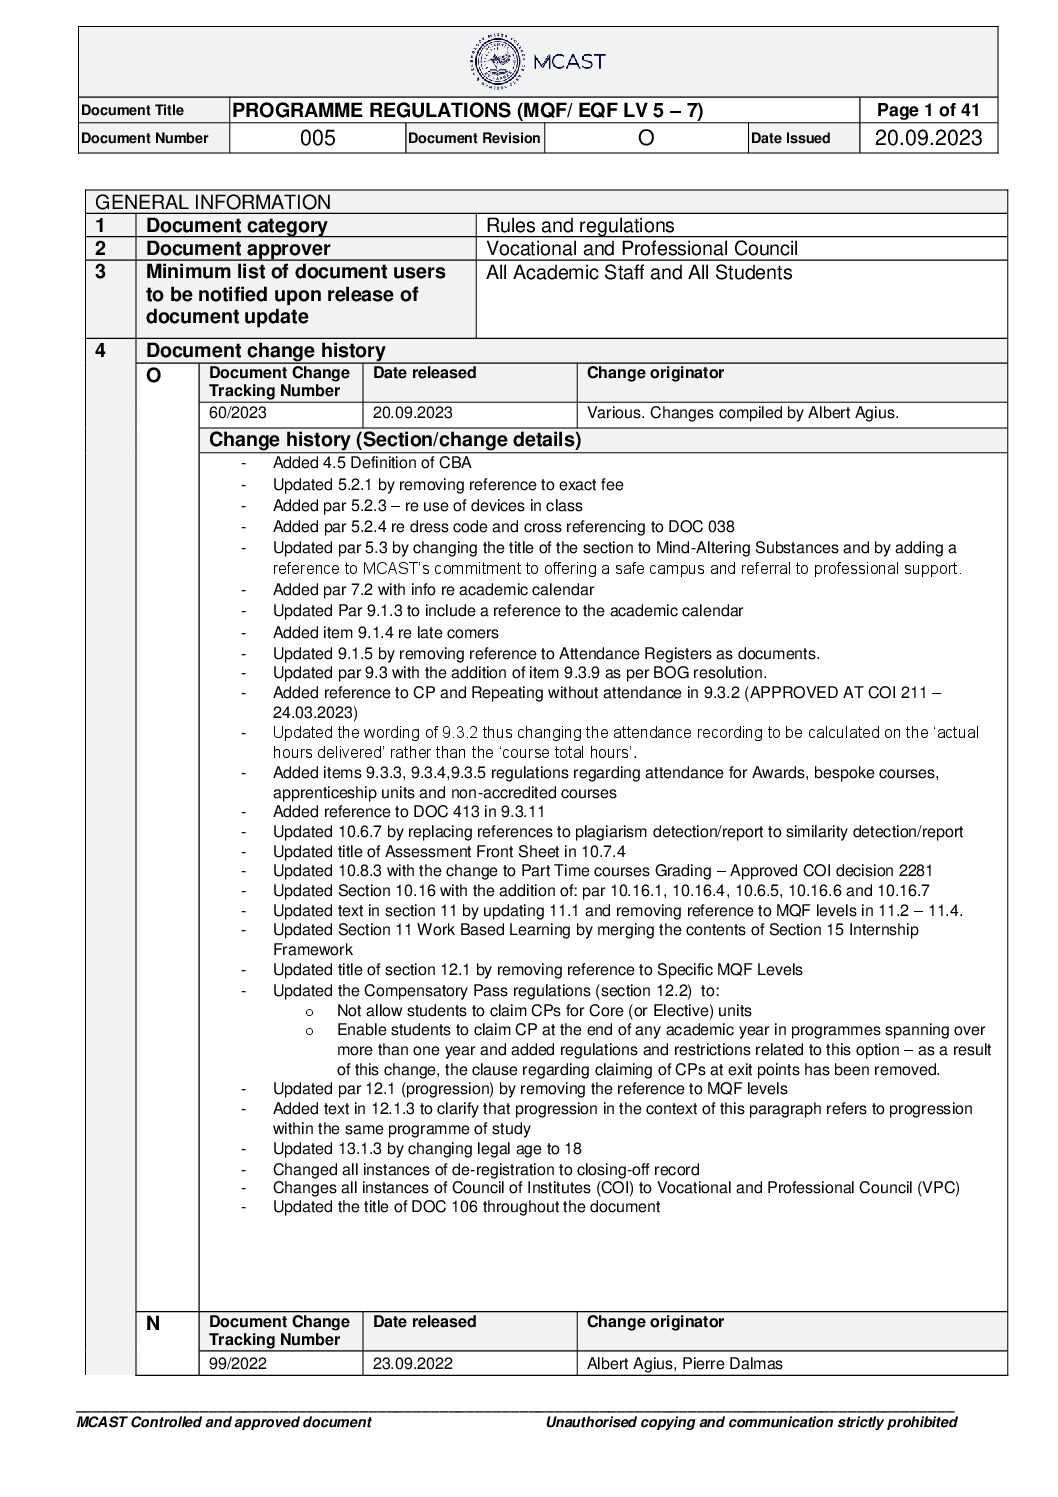 MCAST
Document Title PROGRAMME REGULATIONS (MQF/ EQF LV 5 – 7) Page 1 of 41
Document Number 005 Document Revision O Date Issued 20.09.2023
GENERAL INFORMATION
1 Document category Rules and regulations
2 Document approver Vocational and Professional Council
3 Minimum list of document users All Academic Staff and All Students
to be notified upon release of
document update
4 Document change history
O Document Change Date released Change originator
Tracking Number
60/2023 20.09.2023 Various. Changes compiled by Albert Agius.
Change history (Section/change details)
- Added 4.5 Definition of CBA
- Updated 5.2.1 by removing reference to exact fee
- Added par 5.2.3 – re use of devices in class
- Added par 5.2.4 re dress code and cross referencing to DOC 038
- Updated par 5.3 by changing the title of the section to Mind-Altering Substances and by adding a
reference to MCAST's commitment to offering a safe campus and referral to professional support.
- Added par 7.2 with info re academic calendar
- Updated Par 9.1.3 to include a reference to the academic calendar
- Added item 9.1.4 re late comers
- Updated 9.1.5 by removing reference to Attendance Registers as documents.
- Updated par 9.3 with the addition of item 9.3.9 as per BOG resolution.
- Added reference to CP and Repeating without attendance in 9.3.2 (APPROVED AT COI 211 –
24.03.2023)
- Updated the wording of 9.3.2 thus changing the attendance recording to be calculated on the 'actual
hours delivered' rather than the 'course total hours'.
- Added items 9.3.3, 9.3.4,9.3.5 regulations regarding attendance for Awards, bespoke courses,
apprenticeship units and non-accredited courses
- Added reference to DOC 413 in 9.3.11
- Updated 10.6.7 by replacing references to plagiarism detection/report to similarity detection/report
- Updated title of Assessment Front Sheet in 10.7.4
- Updated 10.8.3 with the change to Part Time courses Grading – Approved COI decision 2281
- Updated Section 10.16 with the addition of: par 10.16.1, 10.16.4, 10.6.5, 10.16.6 and 10.16.7
- Updated text in section 11 by updating 11.1 and removing reference to MQF levels in 11.2 – 11.4.
- Updated Section 11 Work Based Learning by merging the contents of Section 15 Internship
Framework
- Updated title of section 12.1 by removing reference to Specific MQF Levels
- Updated the Compensatory Pass regulations (section 12.2) to:
o Not allow students to claim CPs for Core (or Elective) units
o Enable students to claim CP at the end of any academic year in programmes spanning over
more than one year and added regulations and restrictions related to this option – as a result
of this change, the clause regarding claiming of CPs at exit points has been removed.
- Updated par 12.1 (progression) by removing the reference to MQF levels
- Added text in 12.1.3 to clarify that progression in the context of this paragraph refers to progression
within the same programme of study
- Updated 13.1.3 by changing legal age to 18
- Changed all instances of de-registration to closing-off record
- Changes all instances of Council of Institutes (COI) to Vocational and Professional Council (VPC)
- Updated the title of DOC 106 throughout the document
N Document Change Date released Change originator
Tracking Number
99/2022 23.09.2022 Albert Agius, Pierre Dalmas
MCAST Controlled and approved document Unauthorised copying and communication strictly prohibited